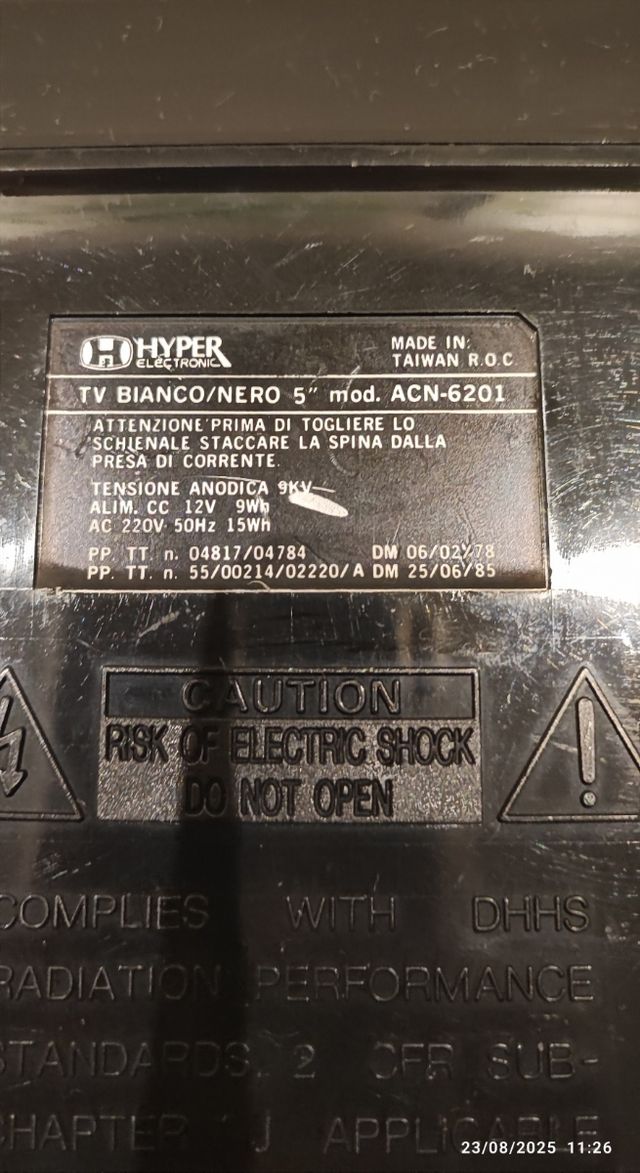 HYPER
ELECTRONIC
MADE IN:
TAIWAN R.O.C
TV BIANCO/NERO 5" mod. ACN-6201
ATTENZIONE PRIMA DI TOGLIERE LO
SCHIENALE STACCARE LA SPINA DALLA
PRESA DI CORRENTE.
TENSIONE ANODICA 9KV
ALIM. CC 12V 9Wh
AC 220V 50Hz 15Wh
PP. TT. n. 04817/04784 DM 06/02/78
PP. TT. n. 55/00214/02220/A DM 25/06/85
CAUTION
RISK OF ELECTRIC SHOCK
DO NOT OPEN
COMPLIES WITH DHHS
RADIATION PERFORMANCE
STANDARDS 2 CFR SUB-
CHAPTER J APPLICABLE
23/08/2025 11:26